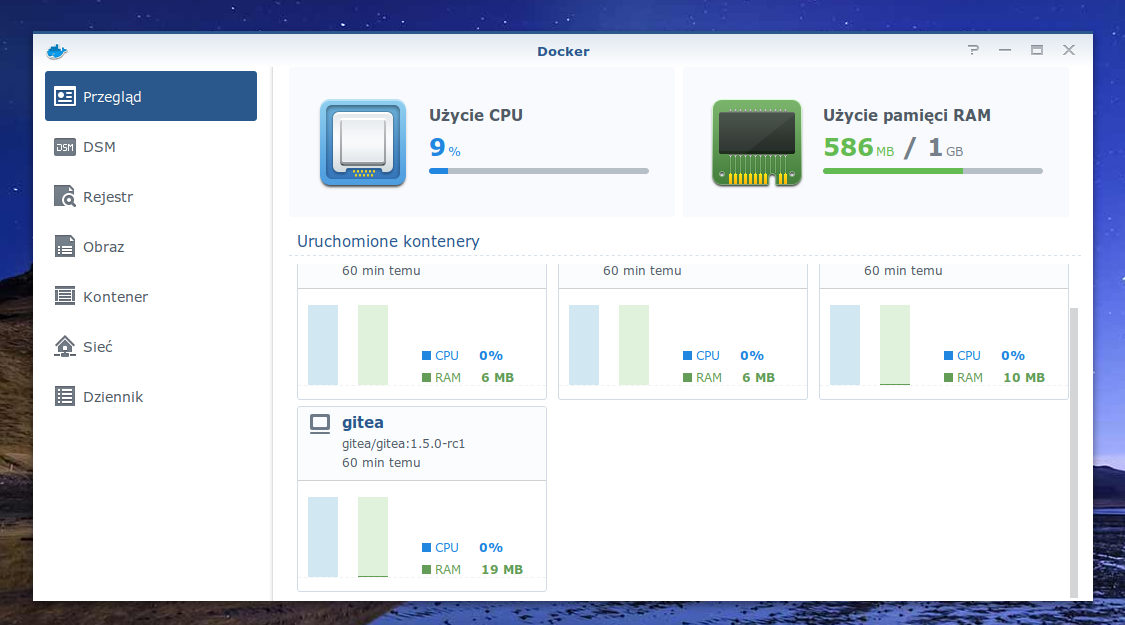 Docker
Przegląd
DSM
DSM
Rejestr
Obraz
Kontener
Sieć
Dziennik
Użycie CPU
9 %
Użycie pamięci RAM
586 MB / 1 GB
Uruchomione kontenery
60 min temu
CPU 0%
RAM 6 MB
60 min temu
CPU 0%
RAM 6 MB
60 min temu
CPU 0%
RAM 10 MB
gitea
gitea/gitea:1.5.0-rc1
60 min temu
CPU 0%
RAM 19 MB